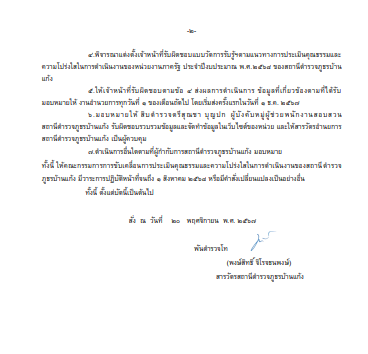 -๒-
๔.พิจารณาแต่งตั้งเจ้าหน้าที่รับผิดชอบแบบวัดการรับรู้ฯตามแนวทางการประเมินคุณธรรมและ
ความโปร่งใสในการดำเนินงานของหน่วยงานภาครัฐ ประจำปีงบประมาณ พ.ศ.๒๕๖๘ ของสถานีตำรวจภูธรบ้าน
แก้ง
๕.ให้เจ้าหน้าที่รับผิดชอบตามข้อ ๔ ส่งผลการดำเนินการ ข้อมูลที่เกี่ยวข้องตามที่ได้รับ
มอบหมายให้ งานอำนวยการทุกวันที่ ๑ ของเดือนถัดไป โดยเริ่มส่งครั้งแรกในวันที่ ๑ ธ.ค. ๒๕๖๗
๖.มอบหมายให้ สิบตำรวจตรีคุณชา บุญปก ผู้บังคับหมู่ผู้ช่วยพนักงานสอบสวน
สถานีตำรวจภูธรบ้านแก้ง รับผิดชอบรวบรวมข้อมูลและจัดทำข้อมูลในเว็บไซต์ของหน่วย และให้สารวัตรอำนวยการ
สถานีตำรวจภูธรบ้านแก้ง เป็นผู้ควบคุม
๗.ดำเนินการอื่นใดตามที่ผู้กำกับการสถานีตำรวจภูธรบ้านแก้ง มอบหมาย
ทั้งนี้ ให้คณะกรรมการการขับเคลื่อนการประเมินคุณธรรมและความโปร่งใสในการดำเนินงานของสถานีตำรวจ
ภูธรบ้านแก้ง มีวาระการปฏิบัติหน้าที่จนถึง ๑ สิงหาคม ๒๕๖๘ หรือมีคำสั่งเปลี่ยนแปลงเป็นอย่างอื่น
ทั้งนี้ ตั้งแต่บัดนี้เป็นต้นไป
สั่ง ณ วันที่ ๒๐ พฤศจิกายน พ.ศ. ๒๕๖๗
พันตำรวจโท
(พงษ์สิทธิ์ จิโรจธนพงษ์)
สารวัตรสถานีตำรวจภูธรบ้านแก้ง